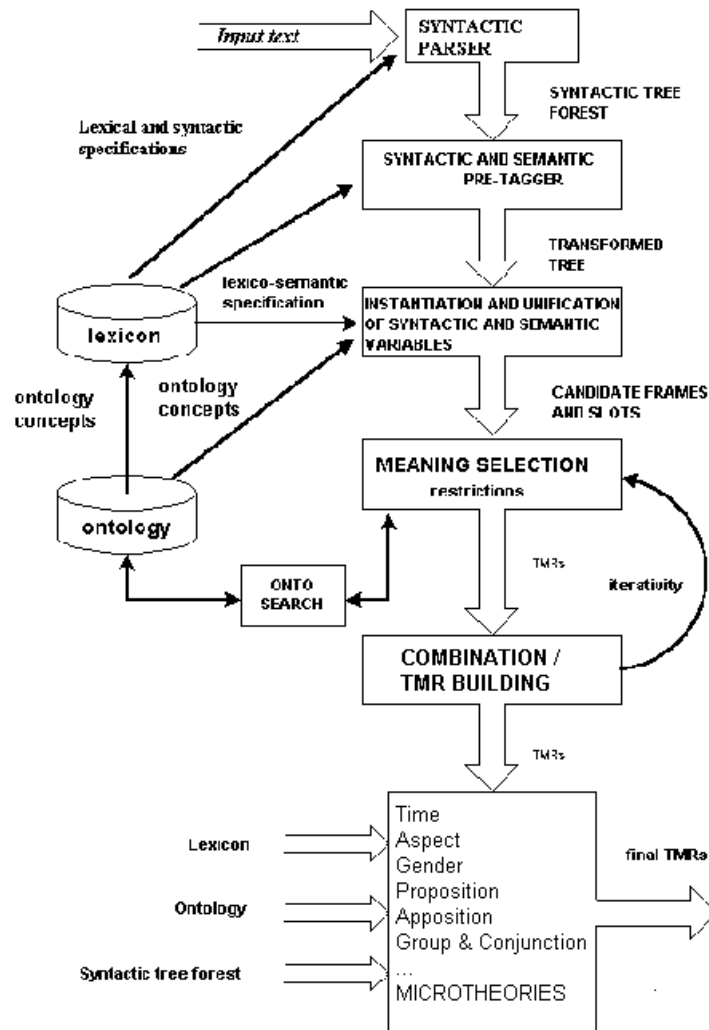 Input text
SYNTACTIC
PARSER
SYNTACTIC TREE
FOREST
Lexical and syntactic
specifications
SYNTACTIC AND SEMANTIC
PRE-TAGGER
TRANSFORMED
TREE
lexico-semantic
specification
lexicon
INSTANTIATION AND UNIFICATION
OF SYNTACTIC AND SEMANTIC
VARIABLES
ontology
concepts
ontology
concepts
CANDIDATE FRAMES
AND SLOTS
MEANING SELECTION
restrictions
ontology
ONTO
SEARCH
TMRs
iterativity
COMBINATION /
TMR BUILDING
TMRs
Time
Aspect
Gender
Proposition
Apposition
Group & Conjunction
...
MICROTHEORIES
Lexicon
Ontology
Syntactic tree forest
final TMRs